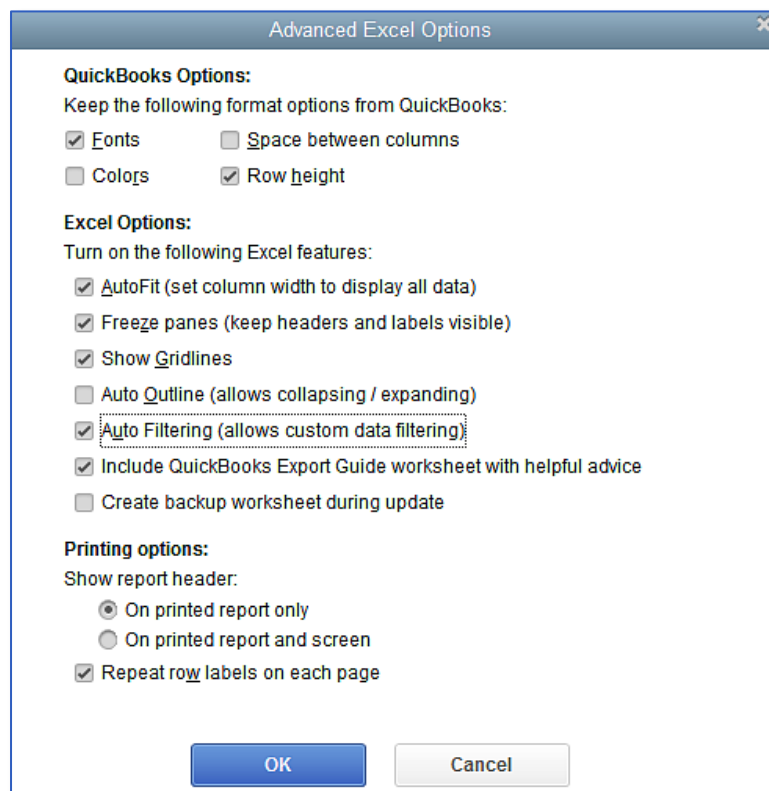 Advanced Excel Options
QuickBooks Options:
Keep the following format options from QuickBooks:
Fonts Space between columns
Colors Row height
Excel Options:
Turn on the following Excel features:
AutoFit (set column width to display all data)
Freeze panes (keep headers and labels visible)
Show Gridlines
Auto Outline (allows collapsing / expanding)
Auto Filtering (allows custom data filtering)
Include QuickBooks Export Guide worksheet with helpful advice
Create backup worksheet during update
Printing options:
Show report header:
On printed report only
On printed report and screen
Repeat row labels on each page
OK Cancel